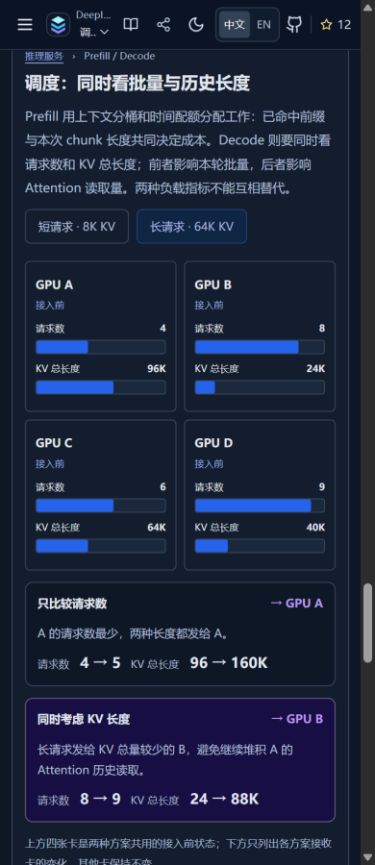 Deepl...
调..
中文
EN
12
推理服务 › Prefill / Decode
调度：同时看批量与历史长度
Prefill 用上下文分桶和时间配额分配工作：已命中前缀
与本次 chunk 长度共同决定成本。Decode 则要同时看
请求数和 KV 总长度；前者影响本轮批量，后者影响
Attention 读取量。两种负载指标不能互相替代。
短请求 · 8K KV
长请求 · 64K KV
GPU A
接入前
请求数 4
KV 总长度 96K
GPU B
接入前
请求数 8
KV 总长度 24K
GPU C
接入前
请求数 6
KV 总长度 64K
GPU D
接入前
请求数 9
KV 总长度 40K
只比较请求数 → GPU A
A 的请求数最少，两种长度都发给 A。
请求数 4 → 5 KV 总长度 96 → 160K
同时考虑 KV 长度 → GPU B
长请求发给 KV 总量较少的 B，避免继续堆积 A 的
Attention 历史读取。
请求数 8 → 9 KV 总长度 24 → 88K
上方四张卡是两种方案共用的接入前状态；下方只列出各方案接收
卡的变化，其他卡保持不变。